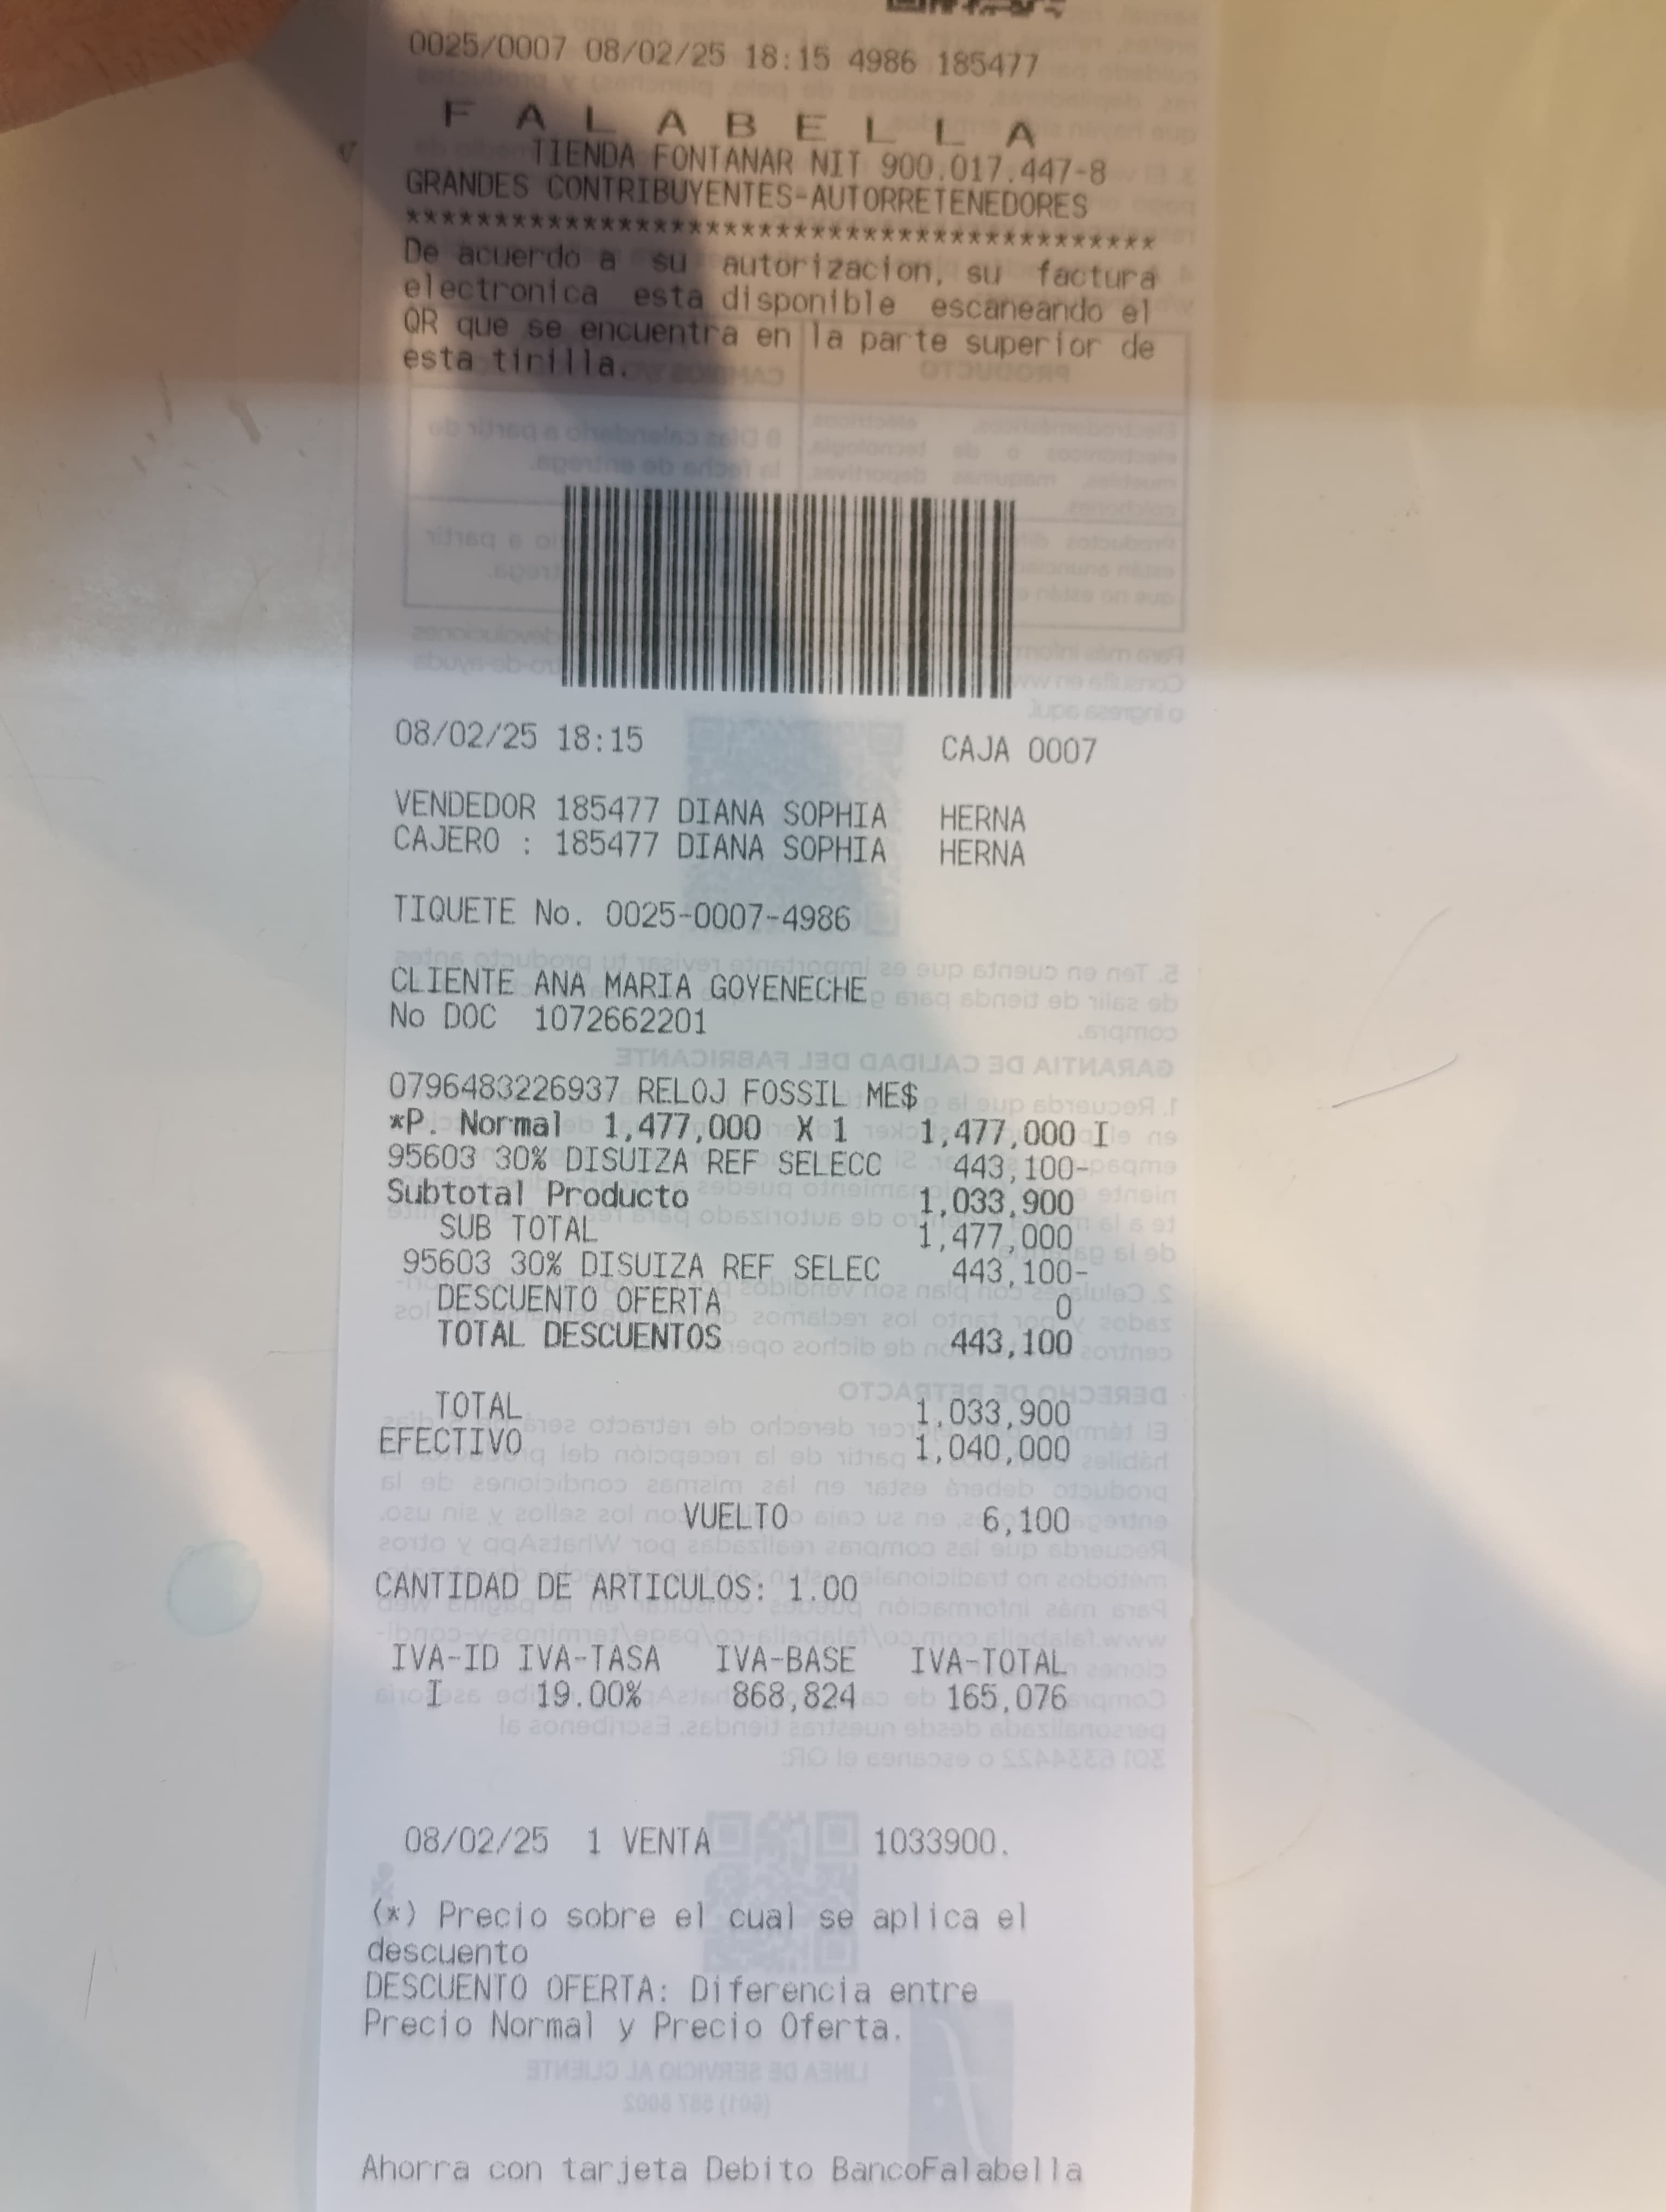 0025/0007 08/02/25 18:15 4986 185477
FALABELLA
TIENDA FONTANAR NIT 900.017.447-8
GRANDES CONTRIBUYENTES-AUTORRETENEDORES
******************************************
De acuerdo a su autorizacion, su factura
electronica esta disponible escaneando el
QR que se encuentra en la parte superior de
esta tirilla.
08/02/25 18:15 CAJA 0007
VENDEDOR 185477 DIANA SOPHIA HERNA
CAJERO : 185477 DIANA SOPHIA HERNA
TIQUETE No. 0025-0007-4986
CLIENTE ANA MARIA GOYENECHE
No DOC 1072662201
0796483226937 RELOJ FOSSIL ME$
*P. Normal 1,477,000 X 1 1,477,000 I
95603 30% DISUIZA REF SELECC 443,100-
Subtotal Producto 1,033,900
SUB TOTAL 1,477,000
95603 30% DISUIZA REF SELEC 443,100-
DESCUENTO OFERTA 0
TOTAL DESCUENTOS 443,100
TOTAL 1,033,900
EFECTIVO 1,040,000
VUELTO 6,100
CANTIDAD DE ARTICULOS: 1.00
IVA-ID IVA-TASA IVA-BASE IVA-TOTAL
I 19.00% 868,824 165,076
08/02/25 1 VENTA 1033900.
(*) Precio sobre el cual se aplica el
descuento
DESCUENTO OFERTA: Diferencia entre
Precio Normal y Precio Oferta.
Ahorra con tarjeta Debito BancoFalabella